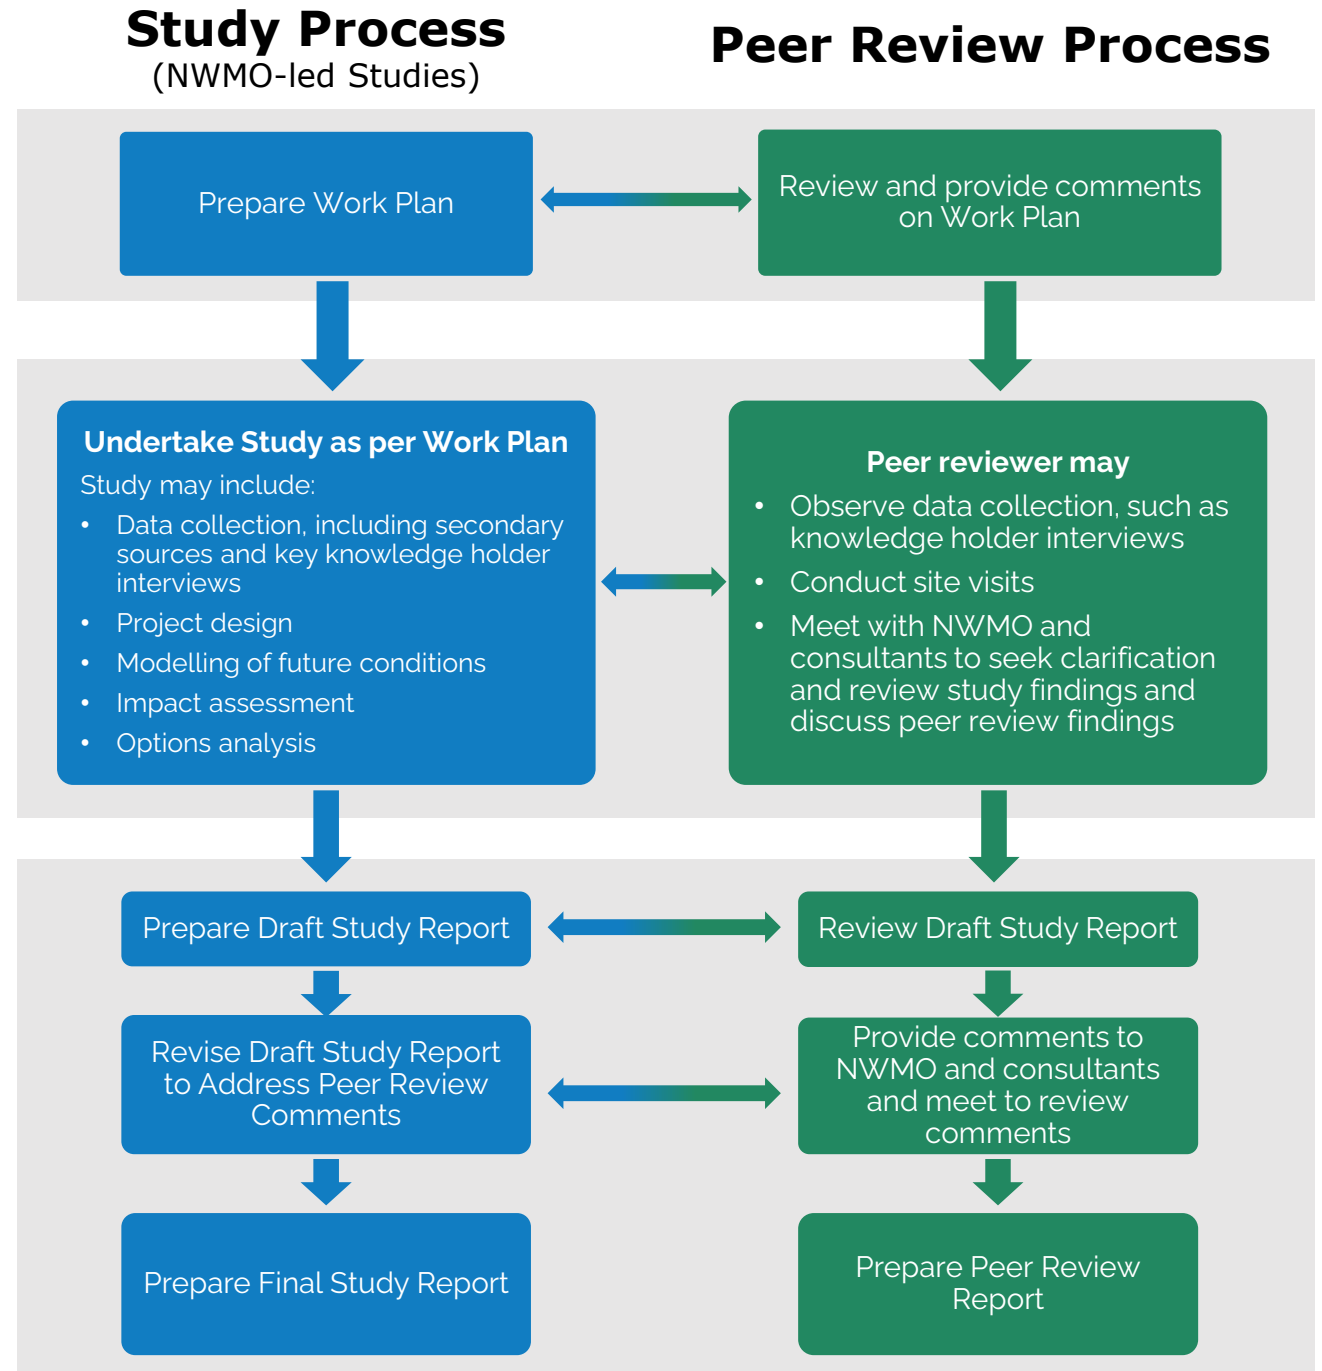 Study Process
(NWMO-led Studies)
Peer Review Process
Prepare Work Plan
Review and provide comments
on Work Plan
Undertake Study as per Work Plan
Study may include:
• Data collection, including secondary
sources and key knowledge holder
interviews
• Project design
• Modelling of future conditions
• Impact assessment
• Options analysis
Peer reviewer may
• Observe data collection, such as
knowledge holder interviews
• Conduct site visits
• Meet with NWMO and
consultants to seek clarification
and review study findings and
discuss peer review findings
Prepare Draft Study Report
Review Draft Study Report
Revise Draft Study Report
to Address Peer Review
Comments
Provide comments to
NWMO and consultants
and meet to review
comments
Prepare Final Study Report
Prepare Peer Review
Report